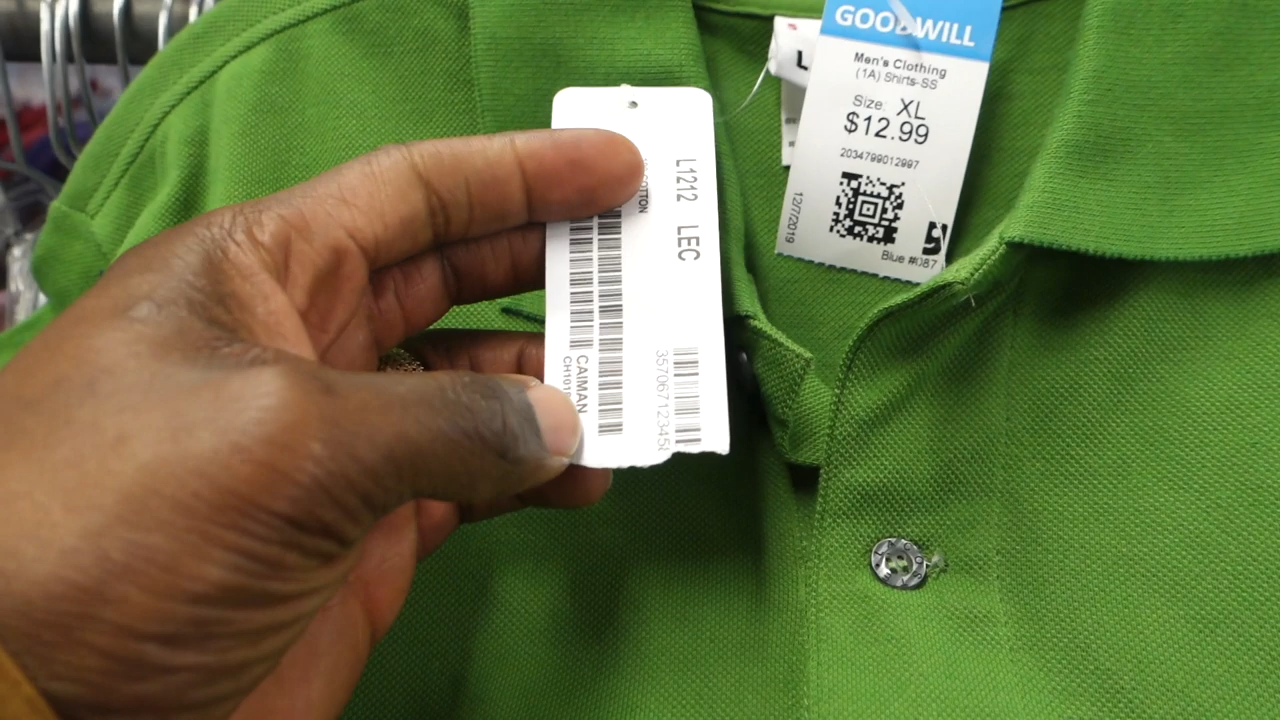 GOODWILL
Men's Clothing
(1A) Shirts-SS
Size: XL
$12.99
2034799012997
12/7/2019
Blue #087
L
L1212 LEC
COTTON
CAIMAN
357067123458